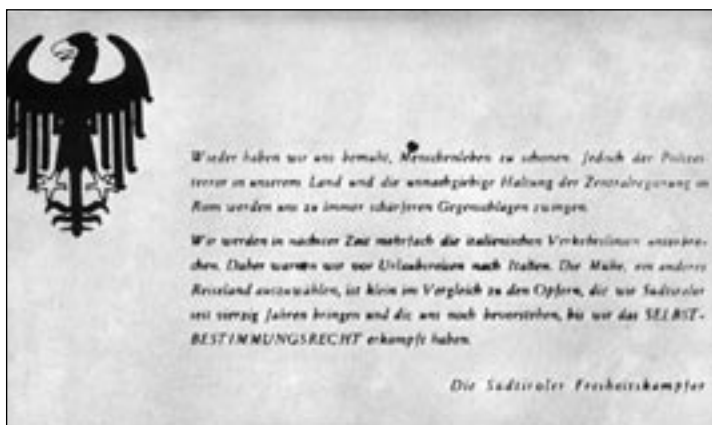 Wieder haben wir uns bemüht, Menschenleben zu schonen. Jedoch der Polizei-
terror in unserem Land und die unnachgiebige Haltung der Zentralregierung in
Rom werden uns zu immer schärferen Gegenschlägen zwingen.
Wir werden in nächster Zeit mehrfach die italienischen Verkehrslinien unterbre-
chen. Daher warnen wir vor Urlaubsreisen nach Italien. Die Mühe, ein anderes
Reiseland auszuwählen, ist klein im Vergleich zu den Opfern, die wir Südtiroler
seit vierzig Jahren bringen und die uns noch bevorstehen, bis wir das SELBST-
BESTIMMUNGSRECHT erkämpft haben.
Die Südtiroler Freiheitskämpfer